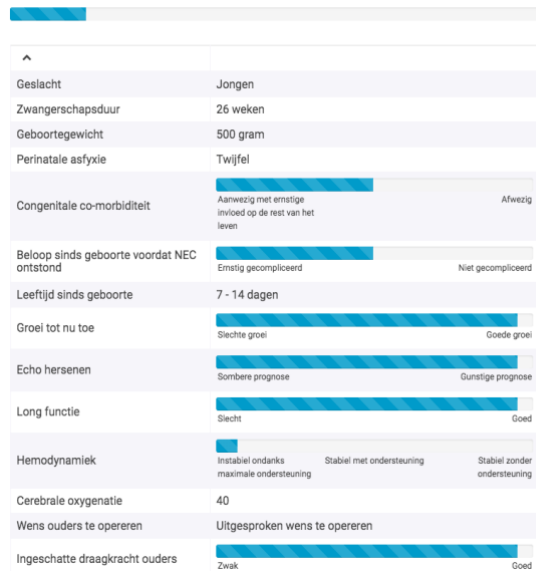 Geslacht Jongen
Zwangerschapsduur 26 weken
Geboortegewicht 500 gram
Perinatale asfyxie Twijfel
Congenitale co-morbiditeit
Aanwezig met ernstige invloed op de rest van het leven
Afwezig
Beloop sinds geboorte voordat NEC ontstond
Ernstig gecompliceerd Niet gecompliceerd
Leeftijd sinds geboorte 7 - 14 dagen
Groei tot nu toe
Slechte groei Goede groei
Echo hersenen
Sombere prognose Gunstige prognose
Long functie
Slecht Goed
Hemodynamiek
Instabiel ondanks maximale ondersteuning
Stabiel met ondersteuning
Stabiel zonder ondersteuning
Cerebrale oxygenatie 40
Wens ouders te opereren Uitgesproken wens te opereren
Ingeschatte draagkracht ouders
Zwak Goed